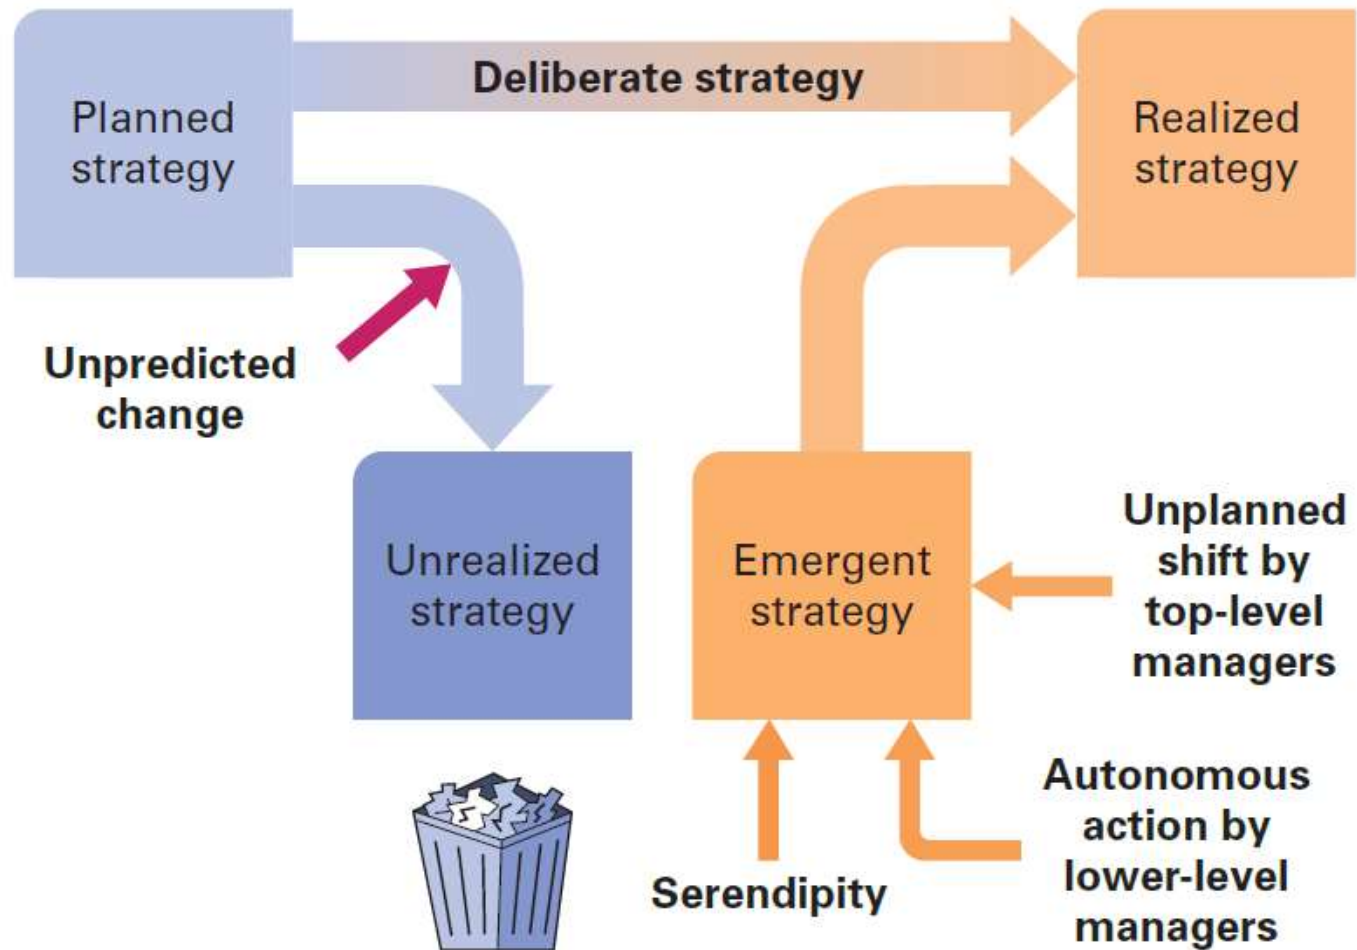 Deliberate strategy
Planned
strategy
Realized
strategy
Unpredicted
change
Unrealized
strategy
Emergent
strategy
Unplanned
shift by
top-level
managers
Serendipity
Autonomous
action by
lower-level
managers